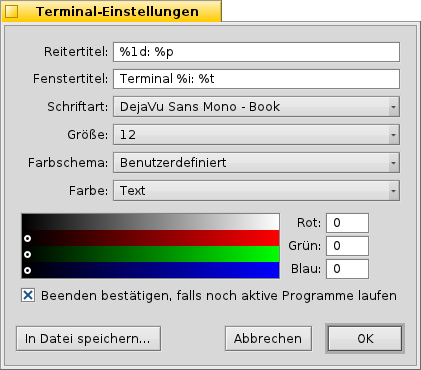 Terminal-Einstellungen
Reitertitel: %1d: %p
Fenstertitel: Terminal %i: %t
Schriftart: DejaVu Sans Mono - Book
Größe: 12
Farbschema: Benutzerdefiniert
Farbe: Text
Rot: 0
Grün: 0
Blau: 0
Beenden bestätigen, falls noch aktive Programme laufen
In Datei speichern... Abbrechen OK